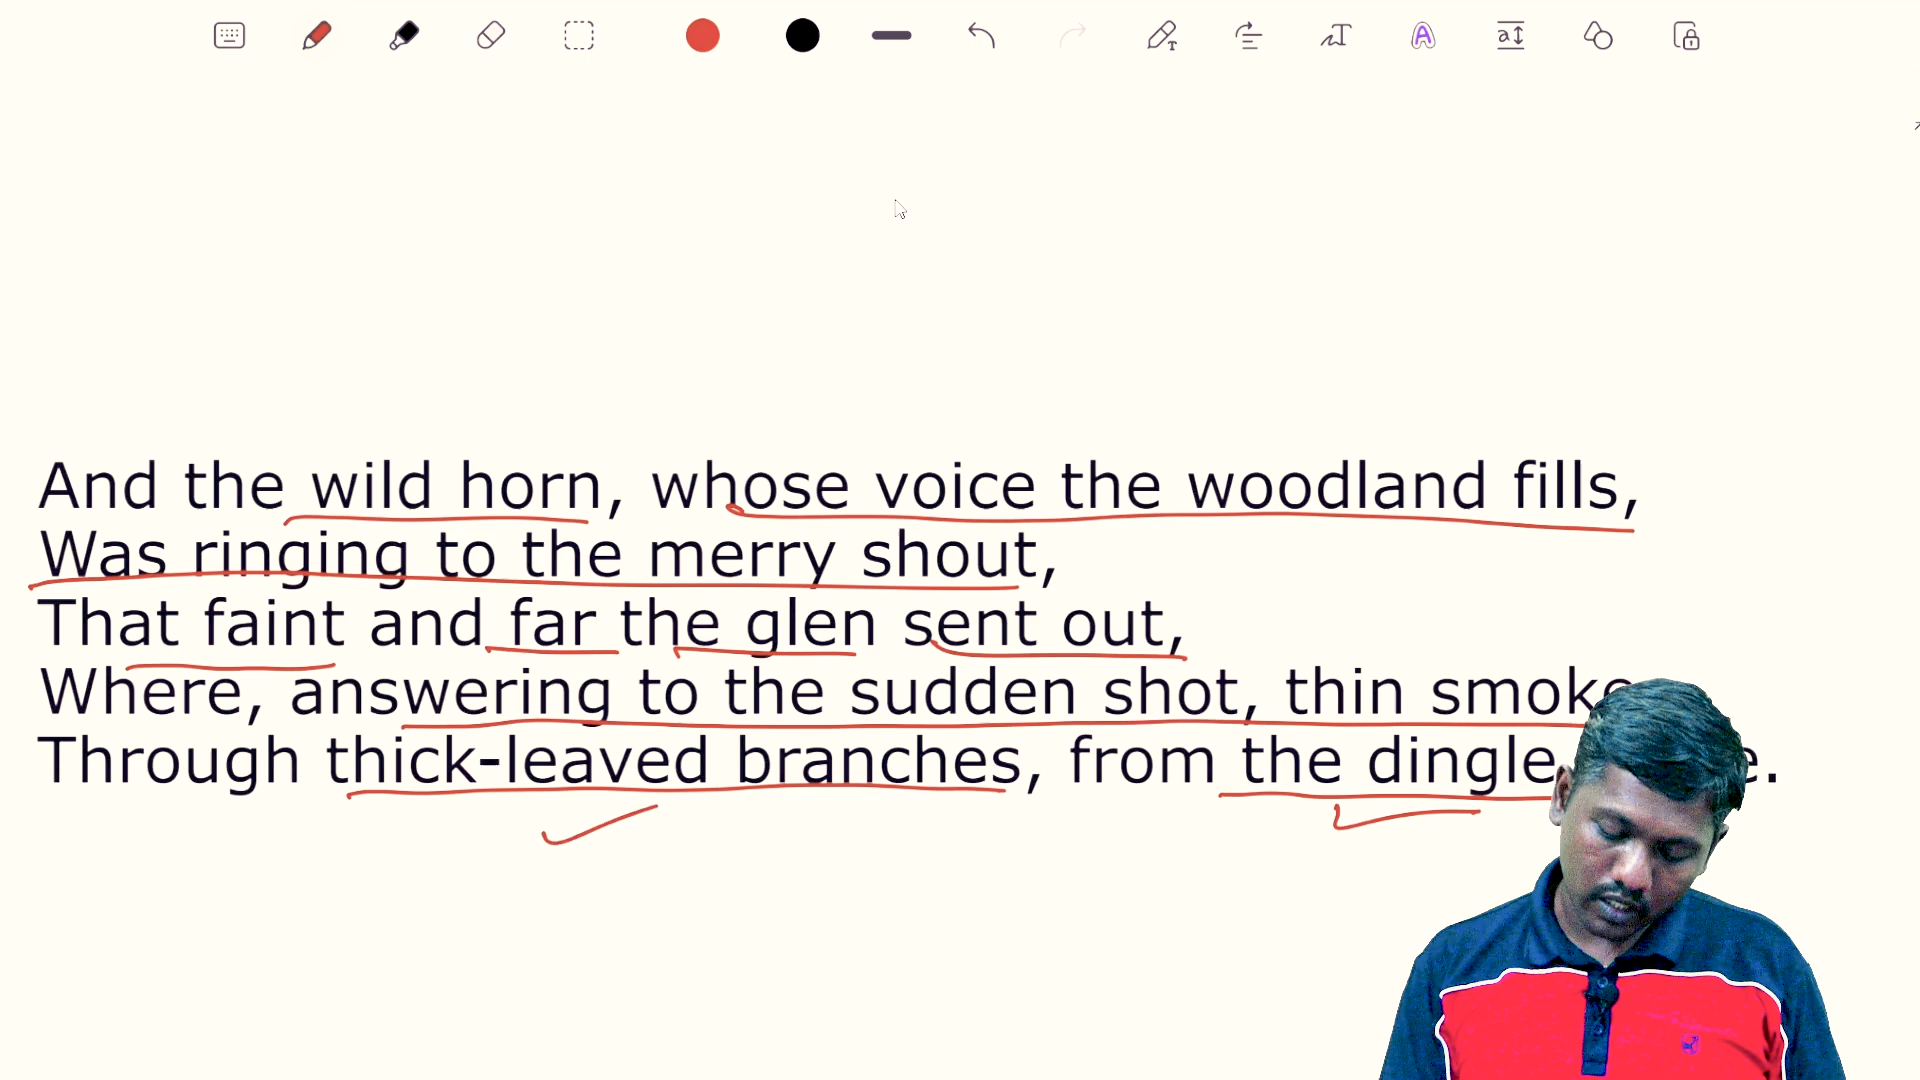 And the wild horn, whose voice the woodland fills,
Was ringing to the merry shout,
That faint and far the glen sent out,
Where, answering to the sudden shot, thin smoke
Through thick-leaved branches, from the dingle